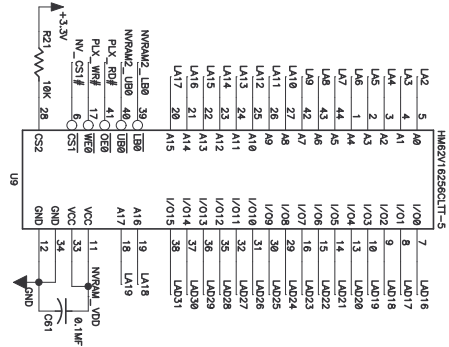 HM62V16256CLTT-5
LA2 5 A0 I/O0 7 LAD16
LA3 4 A1 I/O1 8 LAD17
LA4 3 A2 I/O2 9 LAD18
LA5 2 A3 I/O3 10 LAD19
LA6 1 A4 I/O4 13 LAD20
LA7 44 A5 I/O5 14 LAD21
LA8 43 A6 I/O6 15 LAD22
LA9 42 A7 I/O7 16 LAD23
LA10 27 A8 I/O8 29 LAD24
LA11 26 A9 I/O9 30 LAD25
LA12 25 A10 I/O10 31 LAD26
LA13 24 A11 I/O11 32 LAD27
LA14 23 A12 I/O12 35 LAD28
LA15 22 A13 I/O13 36 LAD29
LA16 21 A14 I/O14 37 LAD30
LA17 20 A15 I/O15 38 LAD31
NVRAM2_LB0 39 LB0 A16 19 LA18
NVRAM2_UB0 40 UB0 A17 18 LA19
PLX_RD# 41 OE0
PLX_WR# 17 WE0 VCC 11 NVRAM_VDD
NV_CS1# 6 CS1 VCC 33
+3.3V R21 10K 28 CS2 GND 34
GND 12
U9
0.1MF
C61
GND